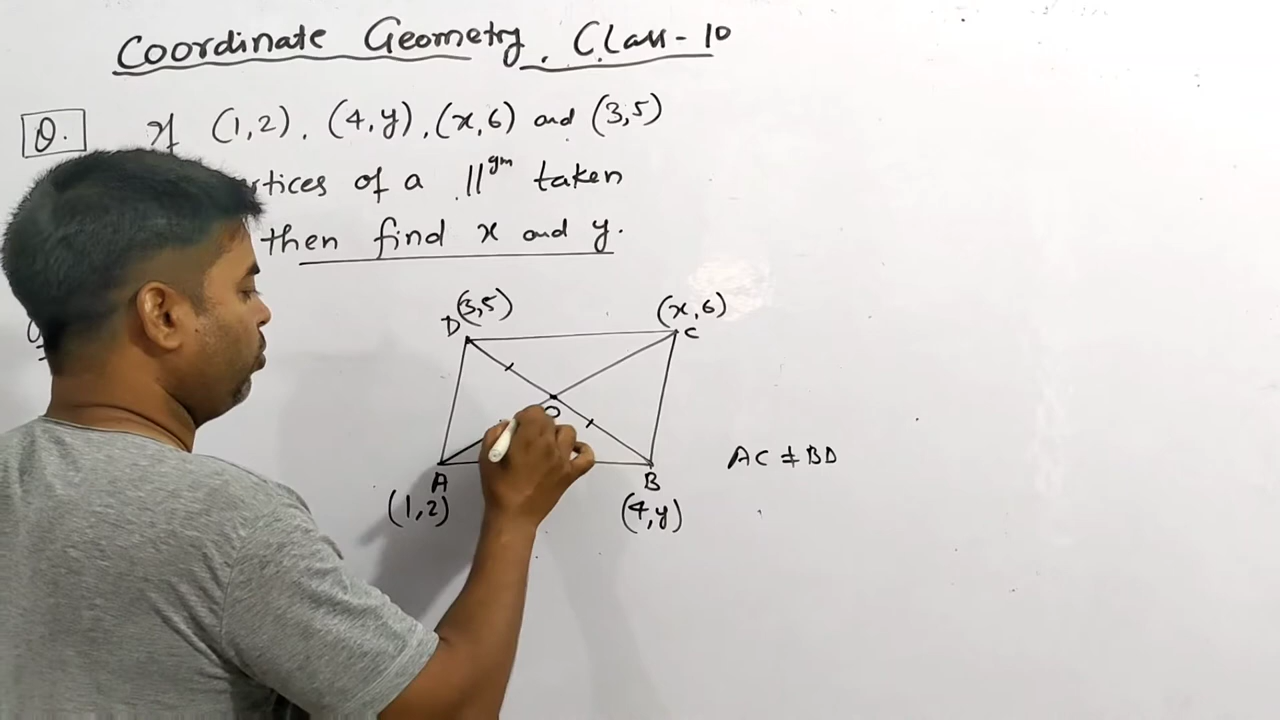 Coordinate Geometry. Class-10
Q. If (1,2), (4,y), (x,6) and (3,5)
rtices of a ||gm taken
then find x and y.
D (3,5) (x,6) C
O
AC ≠ BD
A B
(1,2) (4,y)